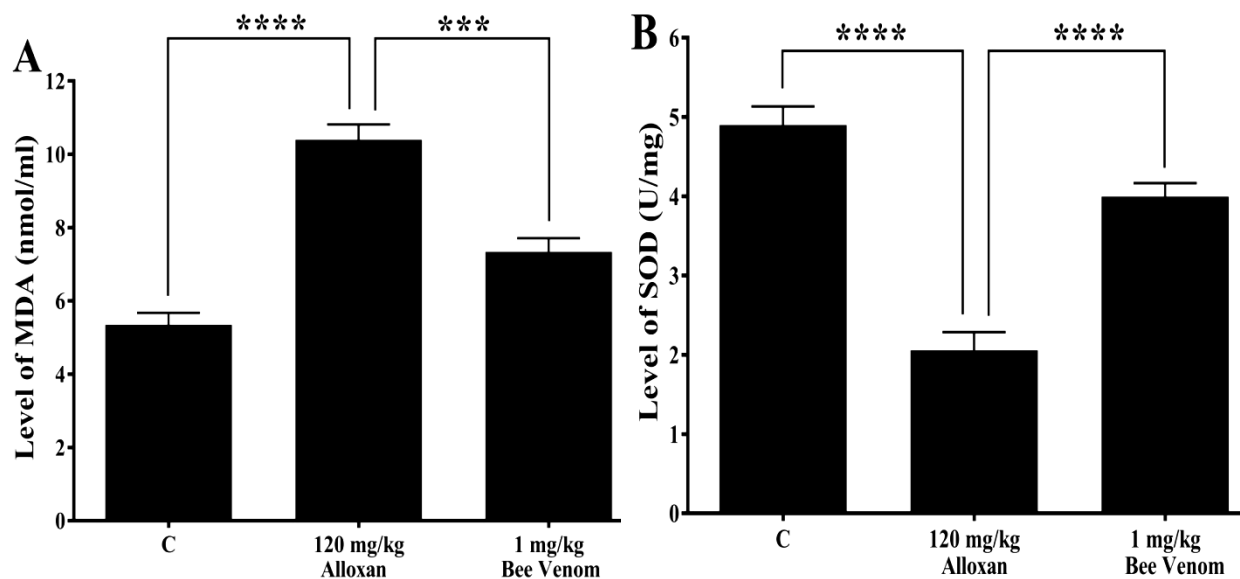 A
****
***
Level of MDA (nmol/ml)
12
10
8
6
4
2
0
C
120 mg/kg
Alloxan
1 mg/kg
Bee Venom
B
****
****
Level of SOD (U/mg)
6
5
4
3
2
1
0
C
120 mg/kg
Alloxan
1 mg/kg
Bee Venom